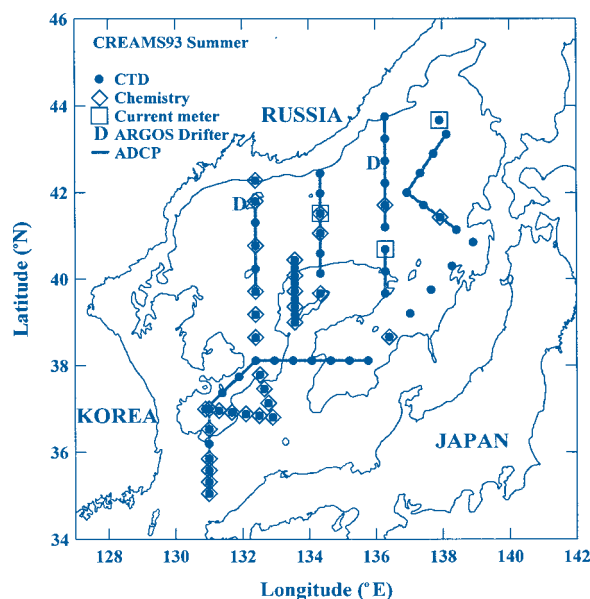 46
44
42
40
38
36
34
Latitude (°N)
CREAMS93 Summer
CTD
Chemistry
Current meter
D ARGOS Drifter
ADCP
RUSSIA
D
D
KOREA
JAPAN
128 130 132 134 136 138 140 142
Longitude (°E)